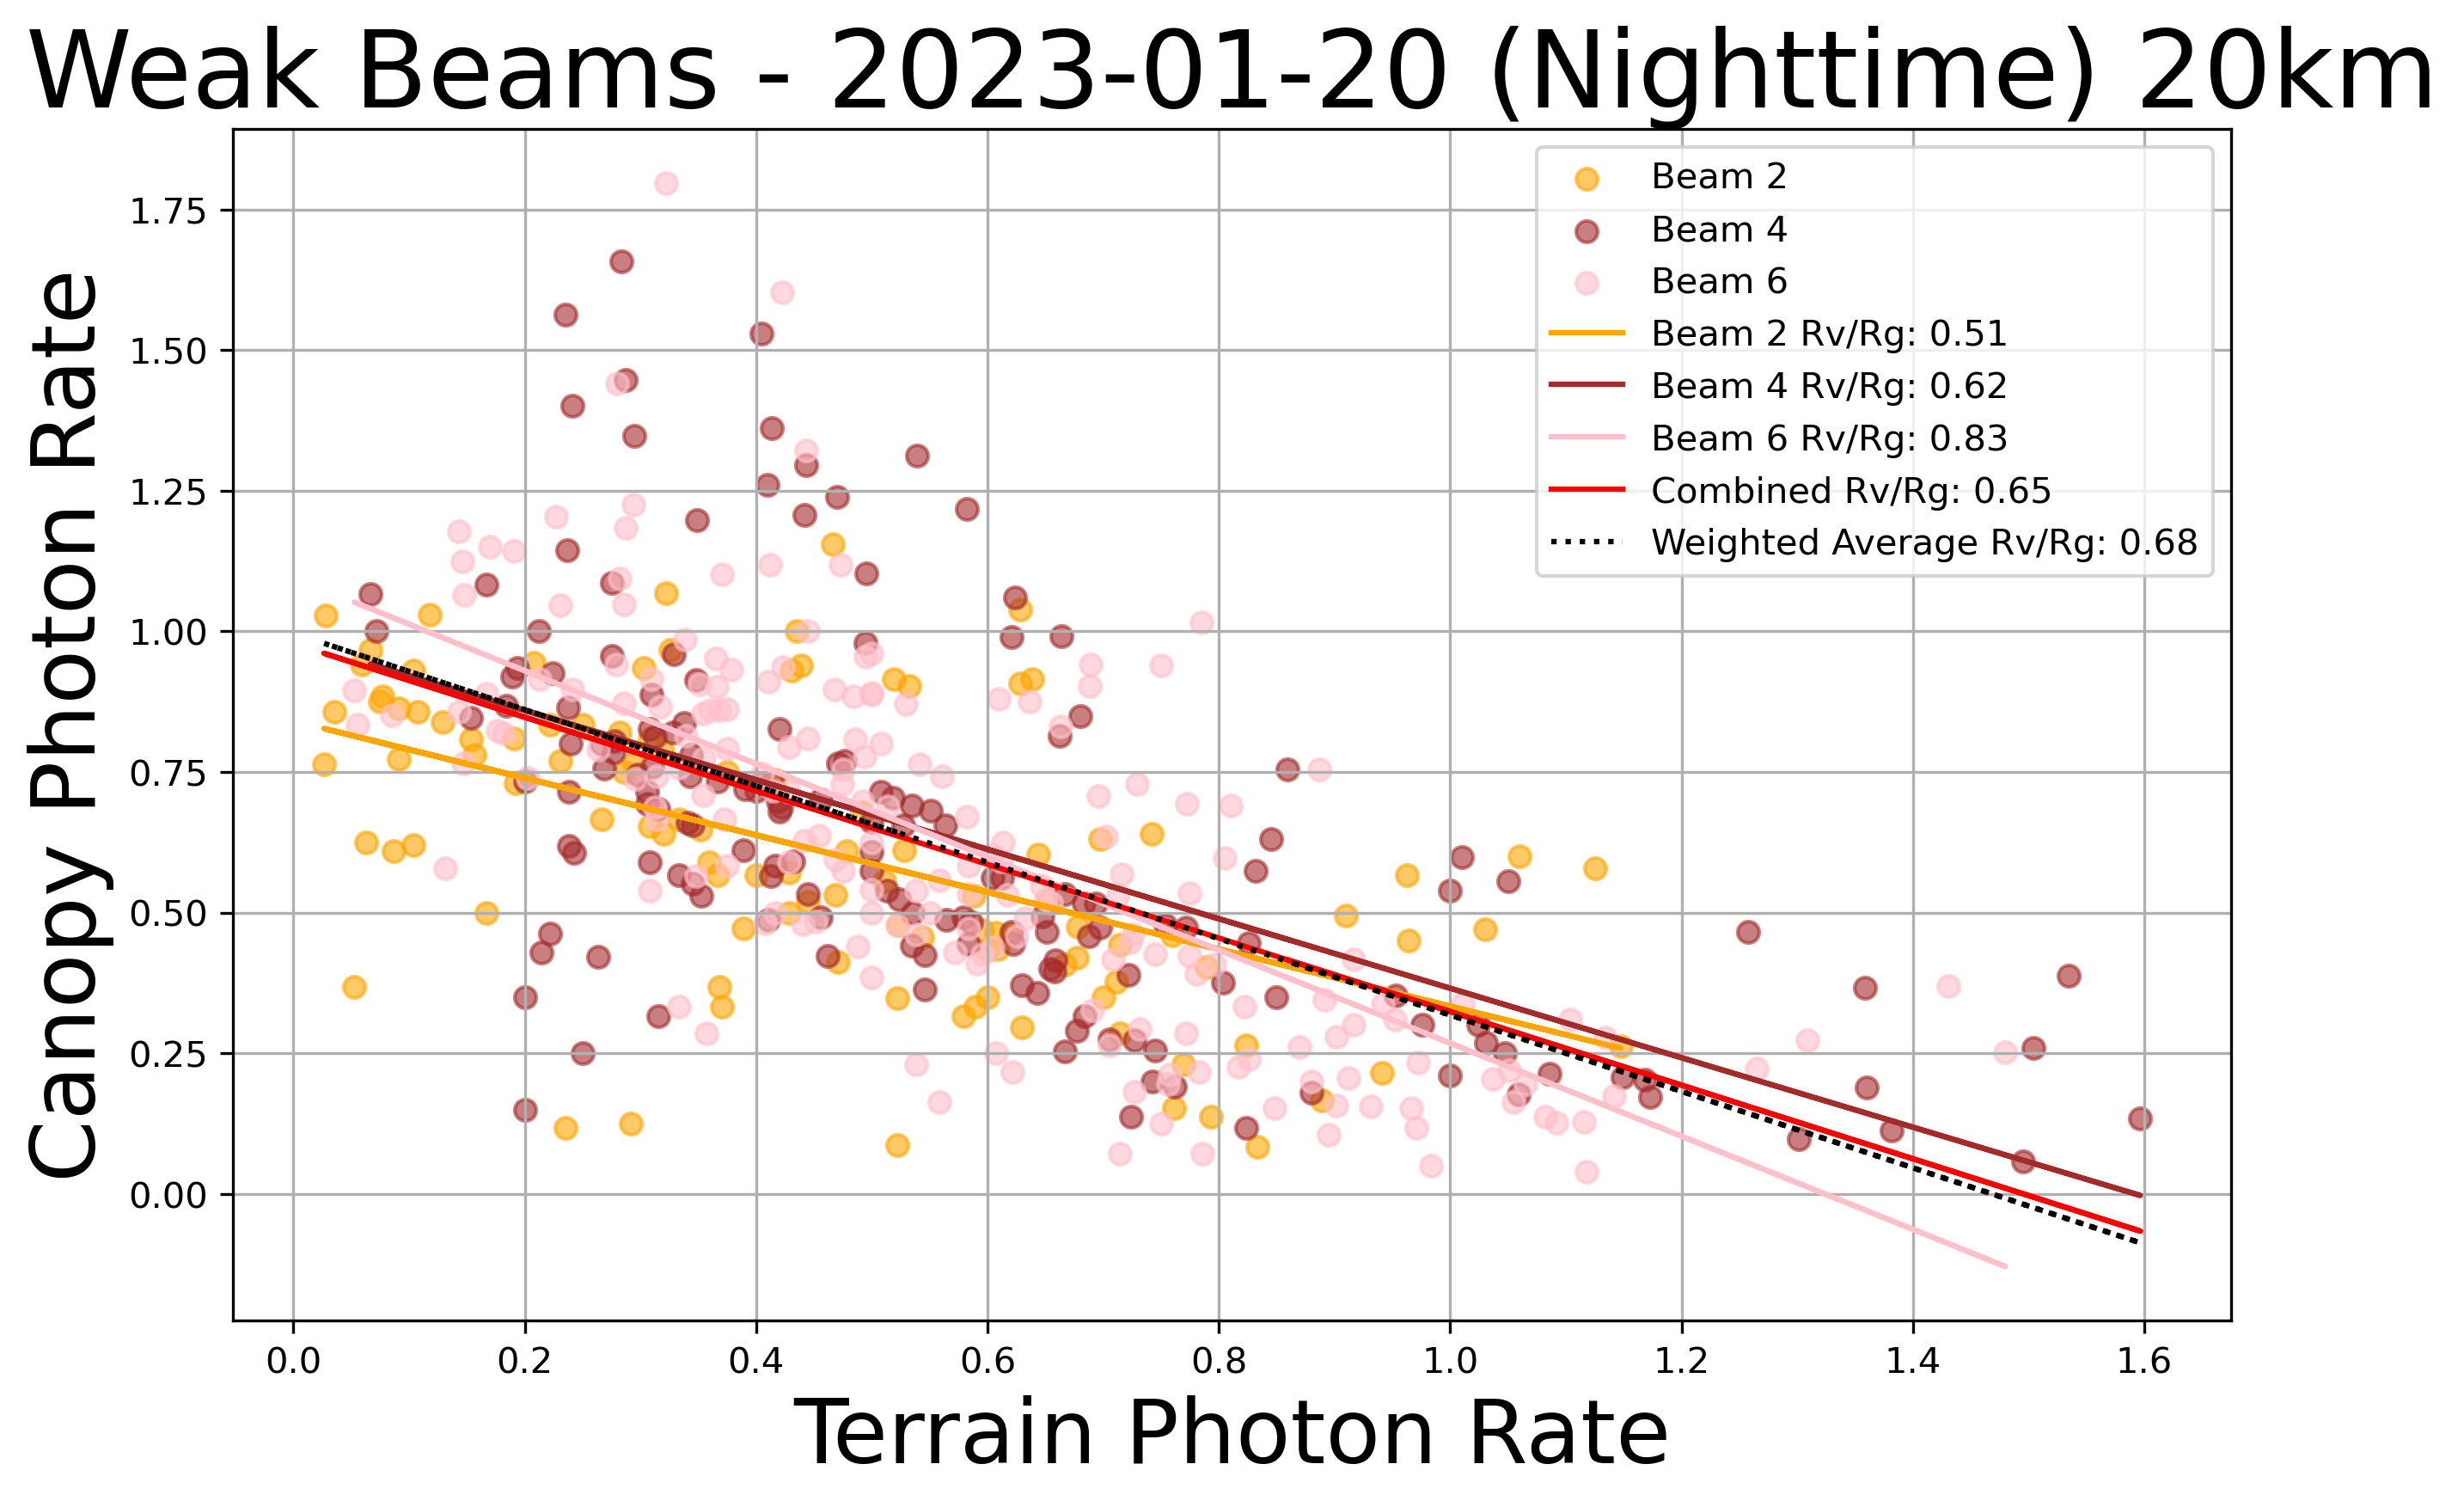 Weak Beams - 2023-01-20 (Nighttime) 20km
Beam 2
Beam 4
Beam 6
Beam 2 Rv/Rg: 0.51
Beam 4 Rv/Rg: 0.62
Beam 6 Rv/Rg: 0.83
Combined Rv/Rg: 0.65
Weighted Average Rv/Rg: 0.68
Canopy Photon Rate
1.75
1.50
1.25
1.00
0.75
0.50
0.25
0.00
0.0 0.2 0.4 0.6 0.8 1.0 1.2 1.4 1.6
Terrain Photon Rate